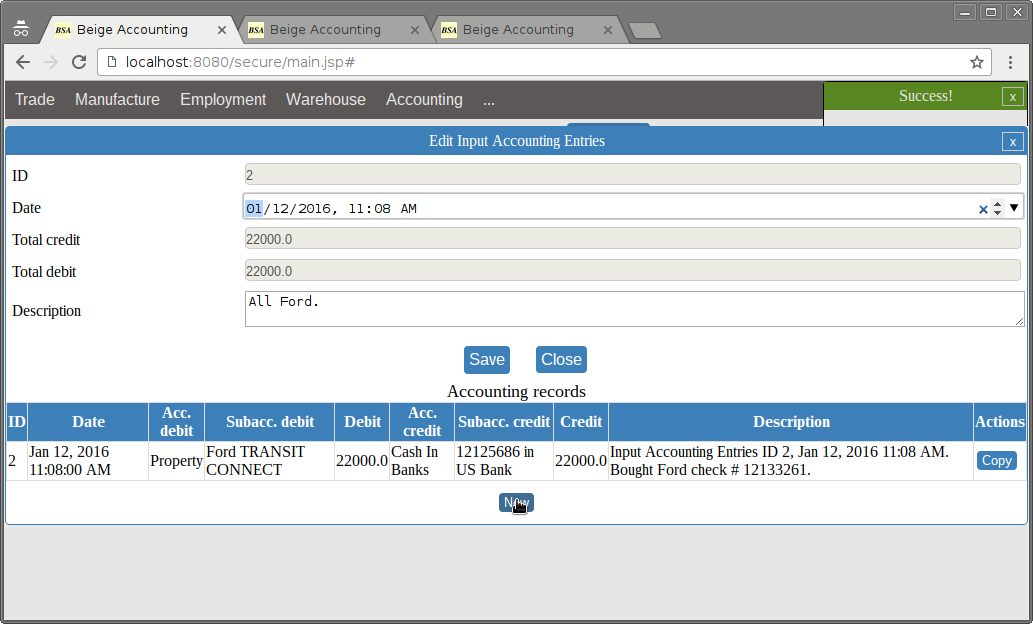 BSA Beige Accounting
BSA Beige Accounting
BSA Beige Accounting
localhost:8080/secure/main.jsp#
Trade Manufacture Employment Warehouse Accounting ...
Success! x
Edit Input Accounting Entries x
ID 2
Date 01/12/2016, 11:08 AM
Total credit 22000.0
Total debit 22000.0
Description All Ford.
Save Close
Accounting records
ID Date Acc. debit Subacc. debit Debit Acc. credit Subacc. credit Credit Description Actions
2
Jan 12, 2016
11:08:00 AM
Property
Ford TRANSIT
CONNECT
22000.0
Cash In
Banks
12125686 in
US Bank
22000.0
Input Accounting Entries ID 2, Jan 12, 2016 11:08 AM.
Bought Ford check # 12133261.
Copy
New